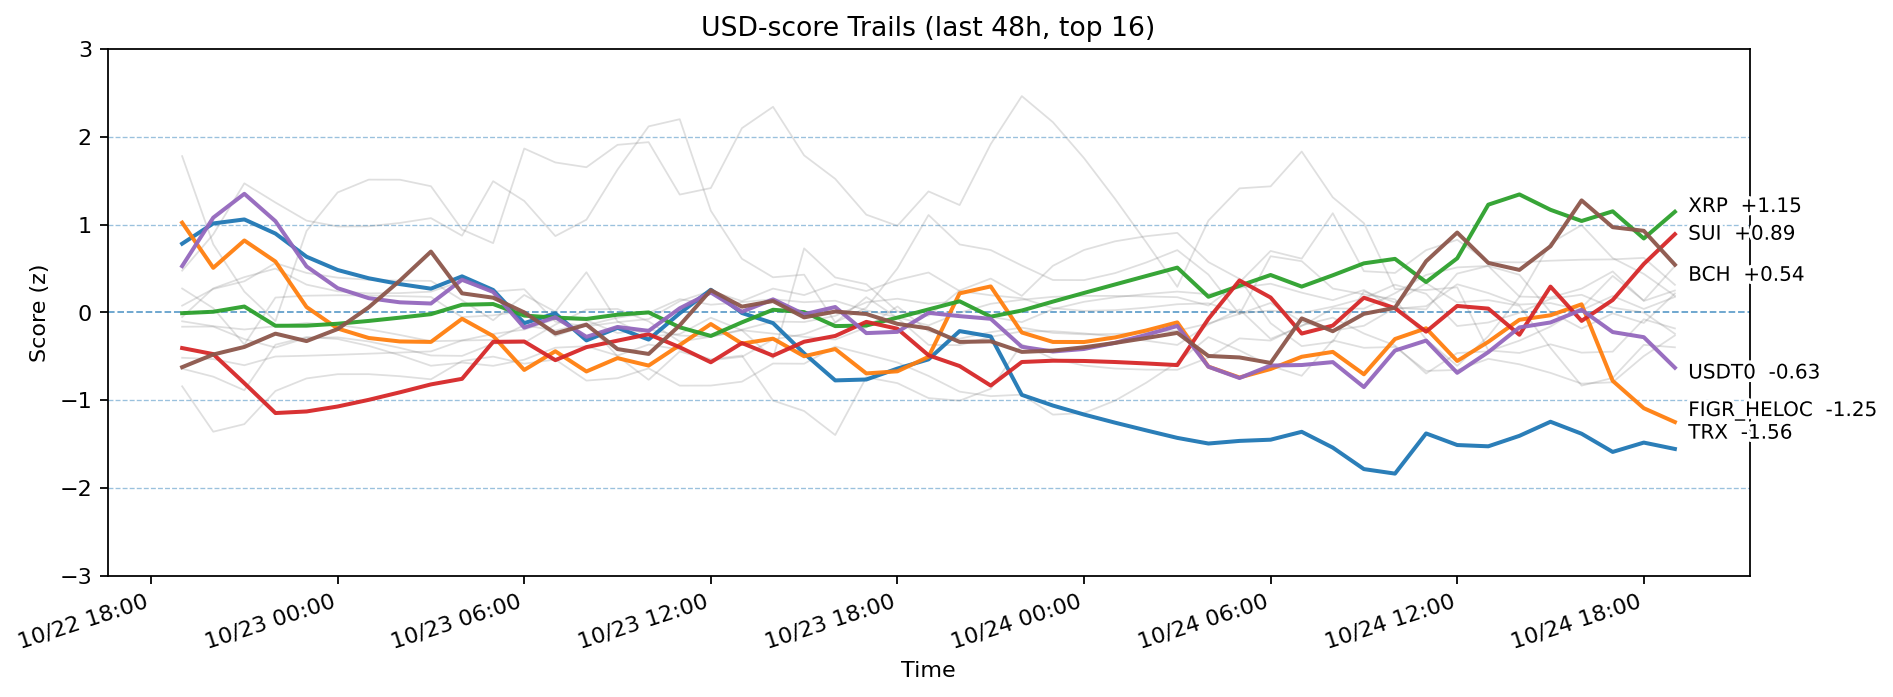 USD-score Trails (last 48h, top 16)
Score (z)
3
2
1
0
−1
−2
−3
XRP +1.15
SUI +0.89
BCH +0.54
USDT0 -0.63
FIGR_HELOC -1.25
TRX -1.56
10/22 18:00
10/23 00:00
10/23 06:00
10/23 12:00
10/23 18:00
10/24 00:00
10/24 06:00
10/24 12:00
10/24 18:00
Time